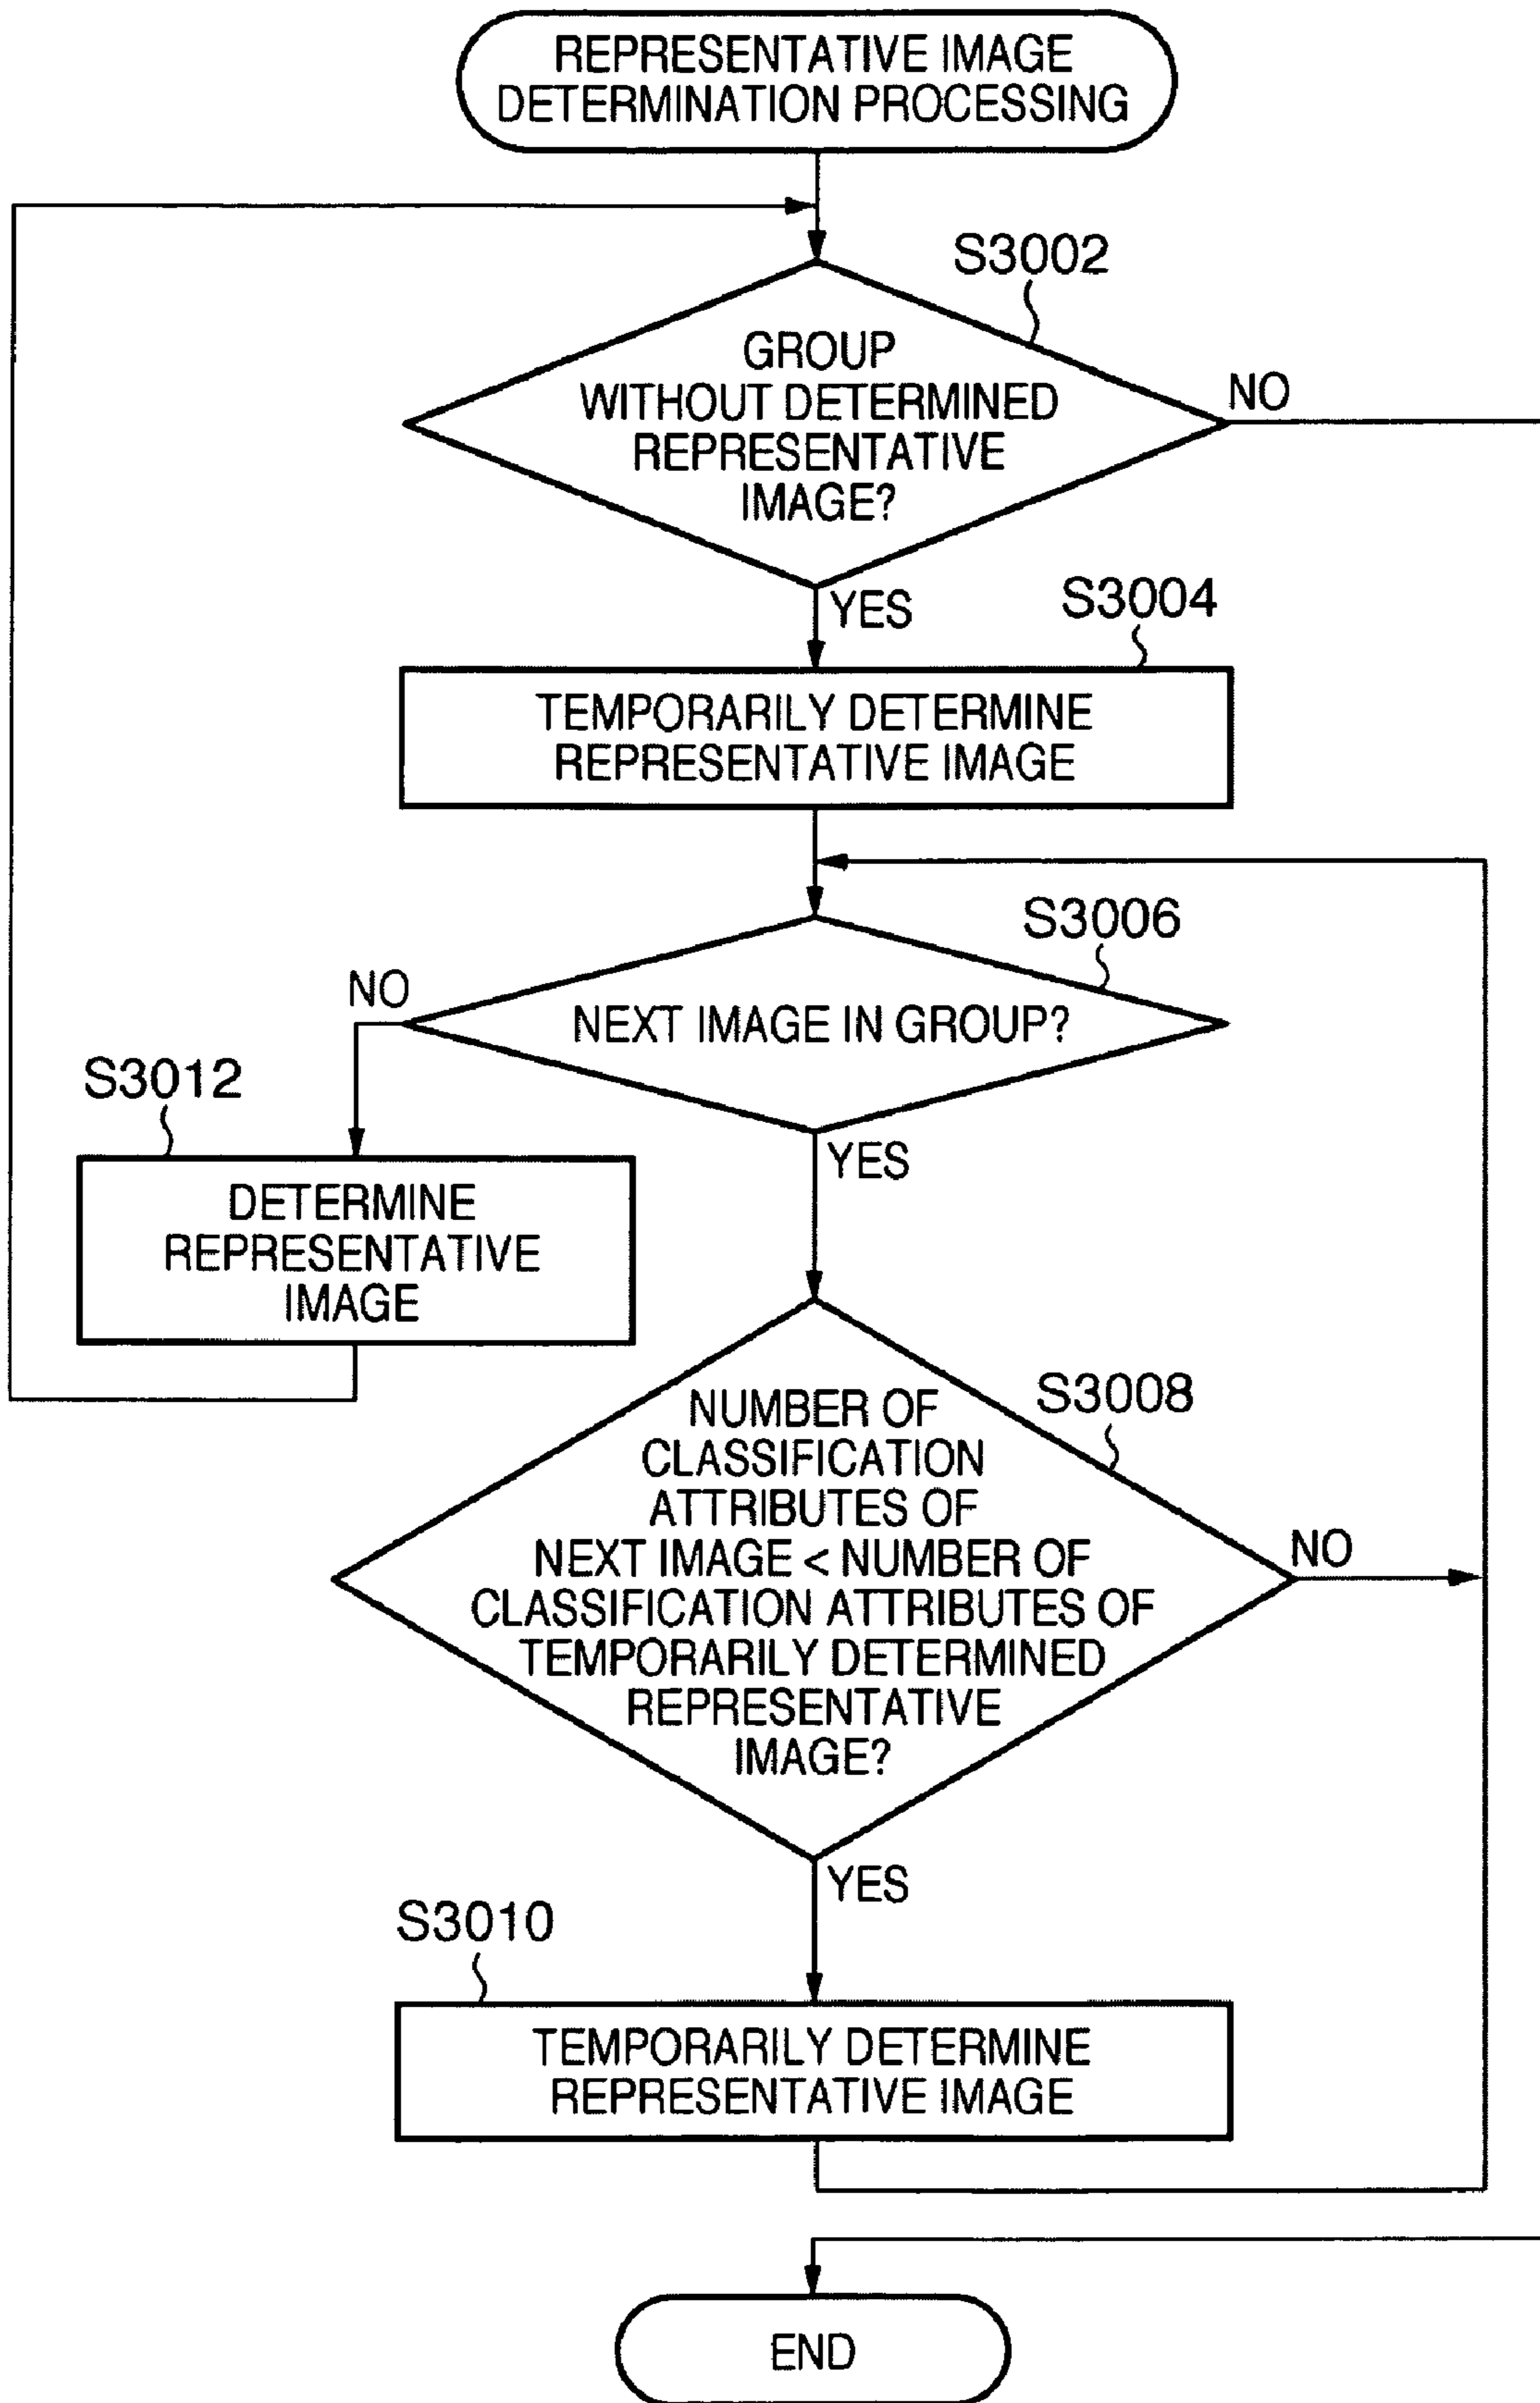 REPRESENTATIVE IMAGE
DETERMINATION PROCESSING
S3002
GROUP
WITHOUT DETERMINED
REPRESENTATIVE
IMAGE?
NO
YES
S3004
TEMPORARILY DETERMINE
REPRESENTATIVE IMAGE
S3006
NEXT IMAGE IN GROUP?
NO
YES
S3012
DETERMINE
REPRESENTATIVE
IMAGE
S3008
NUMBER OF
CLASSIFICATION
ATTRIBUTES OF
NEXT IMAGE < NUMBER OF
CLASSIFICATION ATTRIBUTES OF
TEMPORARILY DETERMINED
REPRESENTATIVE
IMAGE?
NO
YES
S3010
TEMPORARILY DETERMINE
REPRESENTATIVE IMAGE
END